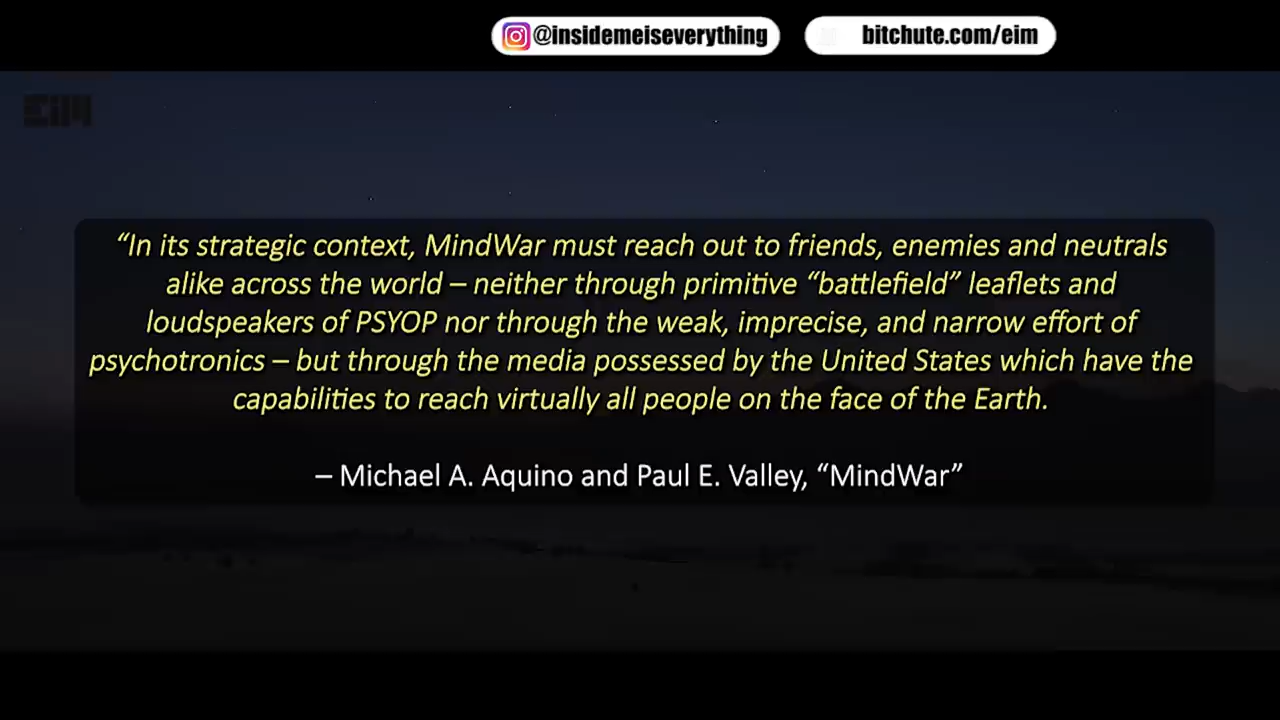 @insidemeiseverything
bitchute.com/eim
EIM
“In its strategic context, MindWar must reach out to friends, enemies and neutrals
alike across the world – neither through primitive “battlefield” leaflets and
loudspeakers of PSYOP nor through the weak, imprecise, and narrow effort of
psychotronics – but through the media possessed by the United States which have the
capabilities to reach virtually all people on the face of the Earth.
– Michael A. Aquino and Paul E. Valley, “MindWar”